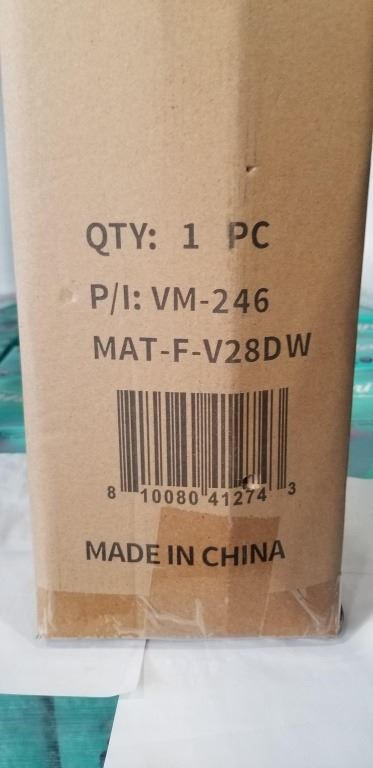 QTY: 1 PC
P/I: VM-246
MAT-F-V28DW
8 10080 41274 3
MADE IN CHINA